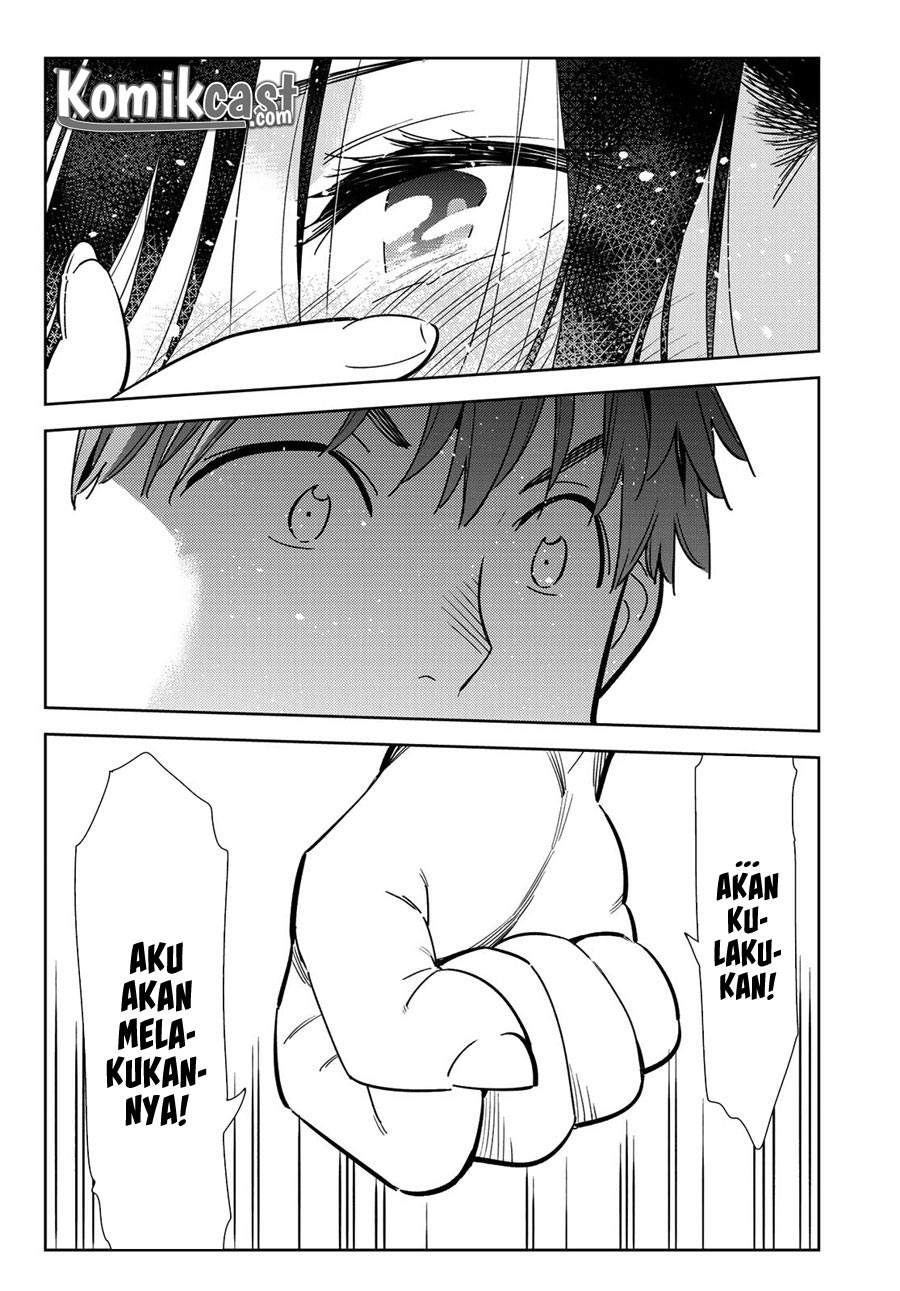 Komikcast
.com
...
AKAN
KU-
LAKU-
KAN!
AKU
AKAN
MELA-
KUKAN-
NYA!